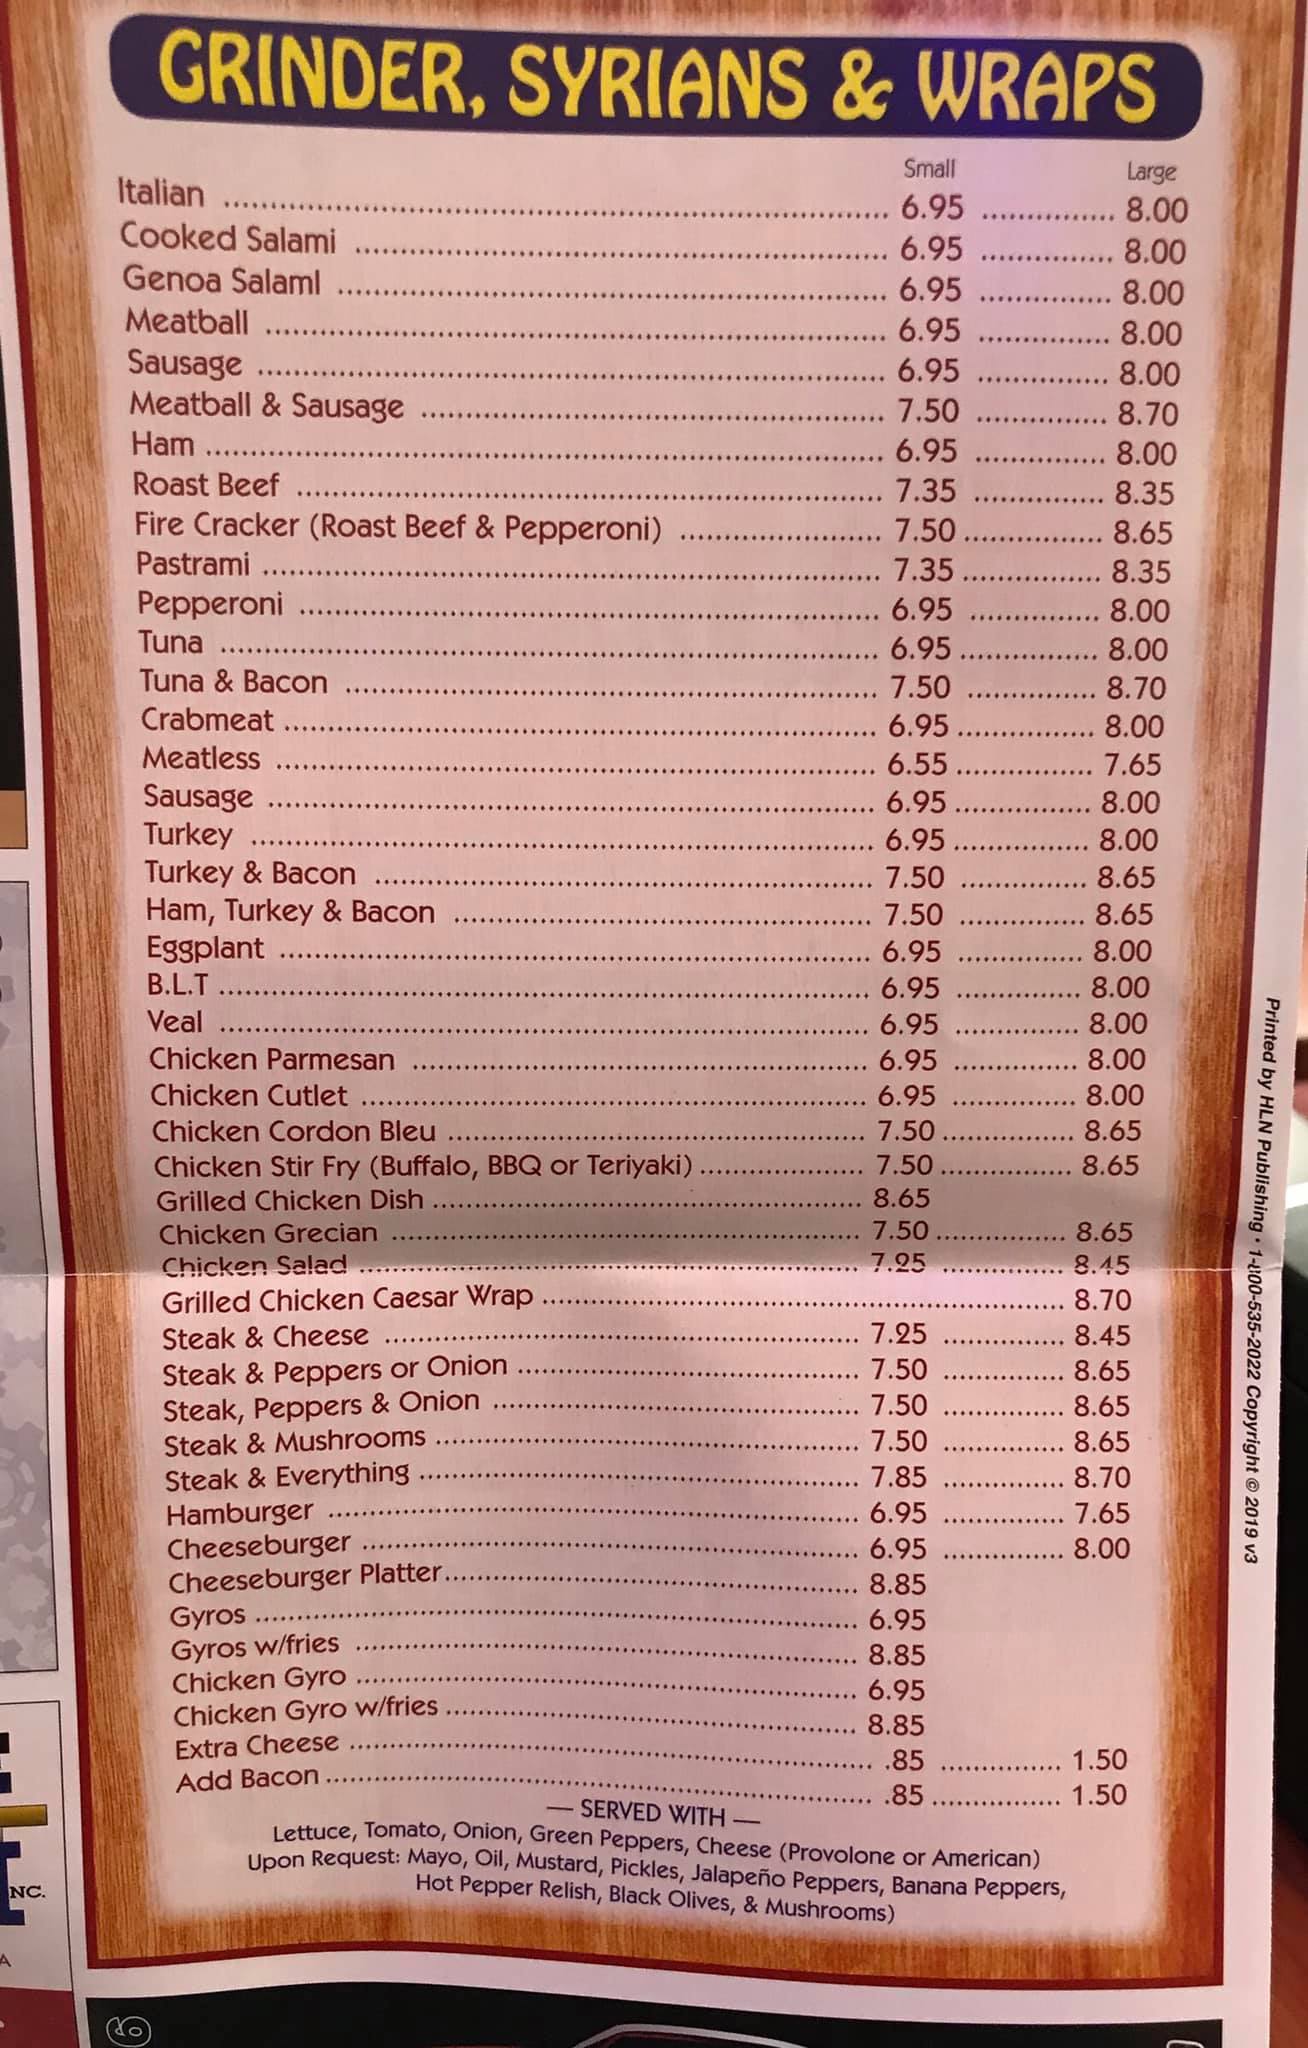 GRINDER, SYRIANS & WRAPS
Small Large
Italian 6.95 8.00
Cooked Salami 6.95 8.00
Genoa Salaml 6.95 8.00
Meatball 6.95 8.00
Sausage 6.95 8.00
Meatball & Sausage 7.50 8.70
Ham 6.95 8.00
Roast Beef 7.35 8.35
Fire Cracker (Roast Beef & Pepperoni) 7.50 8.65
Pastrami 7.35 8.35
Pepperoni 6.95 8.00
Tuna 6.95 8.00
Tuna & Bacon 7.50 8.70
Crabmeat 6.95 8.00
Meatless 6.55 7.65
Sausage 6.95 8.00
Turkey 6.95 8.00
Turkey & Bacon 7.50 8.65
Ham, Turkey & Bacon 7.50 8.65
Eggplant 6.95 8.00
B.L.T 6.95 8.00
Veal 6.95 8.00
Chicken Parmesan 6.95 8.00
Chicken Cutlet 6.95 8.00
Chicken Cordon Bleu 7.50 8.65
Chicken Stir Fry (Buffalo, BBQ or Teriyaki) 7.50 8.65
Grilled Chicken Dish 8.65
Chicken Grecian 7.50 8.65
Chicken Salad 7.25 8.45
Grilled Chicken Caesar Wrap 8.70
Steak & Cheese 7.25 8.45
Steak & Peppers or Onion 7.50 8.65
Steak, Peppers & Onion 7.50 8.65
Steak & Mushrooms 7.50 8.65
Steak & Everything 7.85 8.70
Hamburger 6.95 7.65
Cheeseburger 6.95 8.00
Cheeseburger Platter 8.85
Gyros 6.95
Gyros w/fries 8.85
Chicken Gyro 6.95
Chicken Gyro w/fries 8.85
Extra Cheese .85 1.50
Add Bacon .85 1.50
— SERVED WITH —
Lettuce, Tomato, Onion, Green Peppers, Cheese (Provolone or American)
Upon Request: Mayo, Oil, Mustard, Pickles, Jalapeño Peppers, Banana Peppers,
Hot Pepper Relish, Black Olives, & Mushrooms)
Printed by HLN Publishing • 1-800-535-2022 Copyright © 2019 v3
NC.